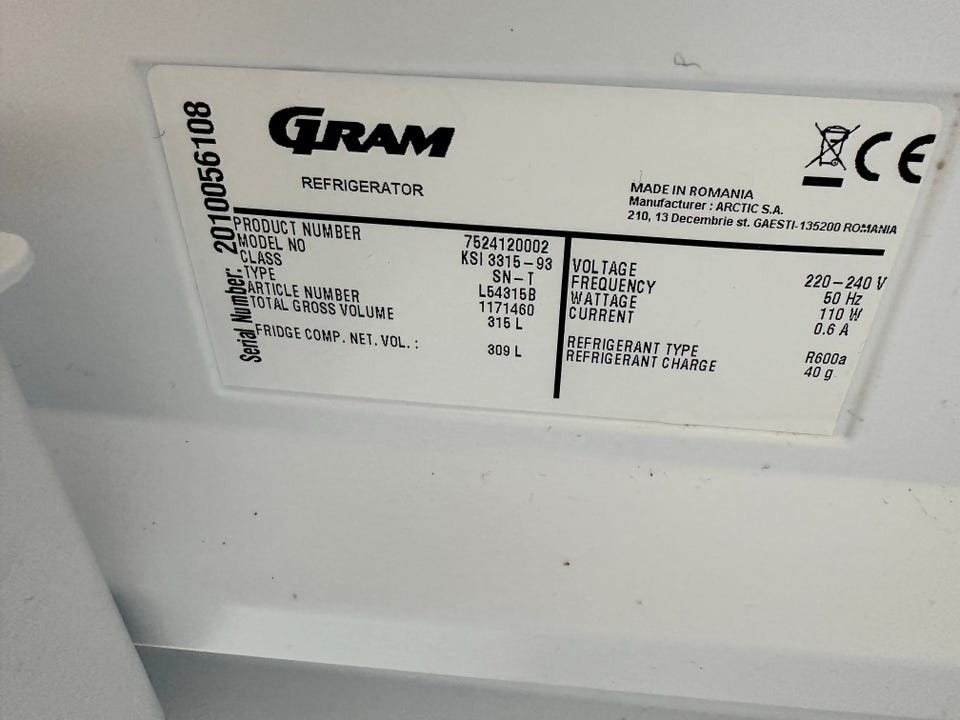 GRAM
REFRIGERATOR
MADE IN ROMANIA
Manufacturer : ARCTIC S.A.
210, 13 Decembrie st. GAESTI-135200 ROMANIA
Serial Number: 2010056108
PRODUCT NUMBER 7524120002
MODEL NO KSI 3315-93
CLASS SN-T
TYPE L54315B
ARTICLE NUMBER 1171460
TOTAL GROSS VOLUME 315 L
FRIDGE COMP. NET. VOL. : 309 L
VOLTAGE 220-240 V
FREQUENCY 50 Hz
WATTAGE 110 W
CURRENT 0.6 A
REFRIGERANT TYPE R600a
REFRIGERANT CHARGE 40 g
CE